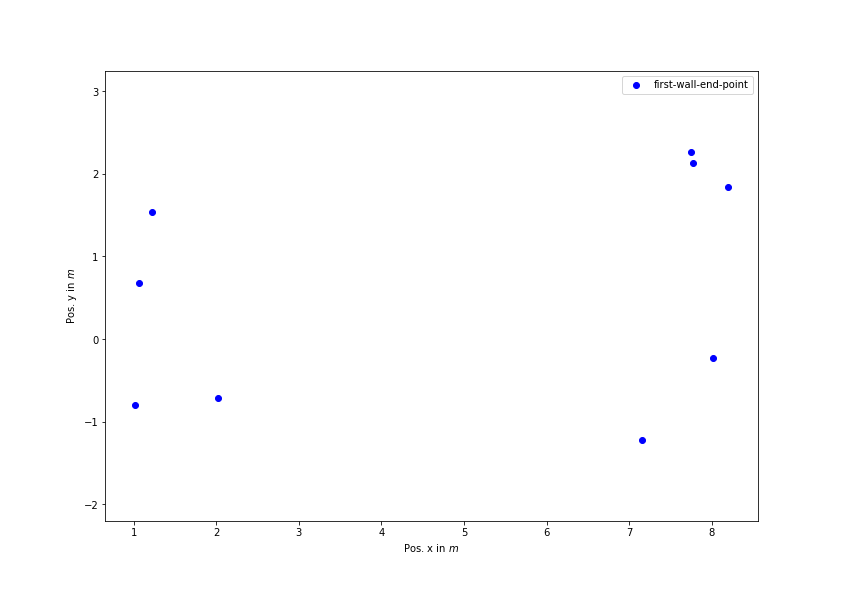 first-wall-end-point
3
2
1
0
−1
−2
Pos. y in m
1 2 3 4 5 6 7 8
Pos. x in m